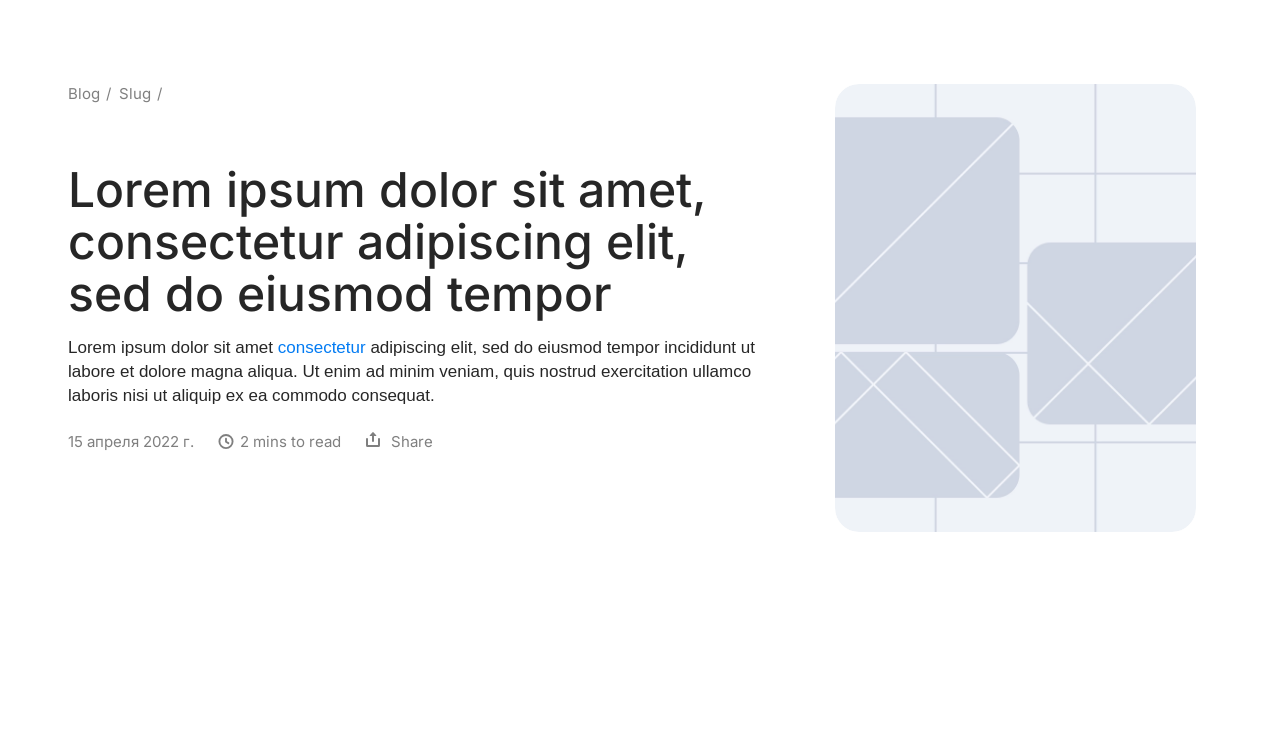 Blog / Slug /
Lorem ipsum dolor sit amet,
consectetur adipiscing elit,
sed do eiusmod tempor
Lorem ipsum dolor sit amet consectetur adipiscing elit, sed do eiusmod tempor incididunt ut
labore et dolore magna aliqua. Ut enim ad minim veniam, quis nostrud exercitation ullamco
laboris nisi ut aliquip ex ea commodo consequat.
15 апреля 2022 г. 2 mins to read Share